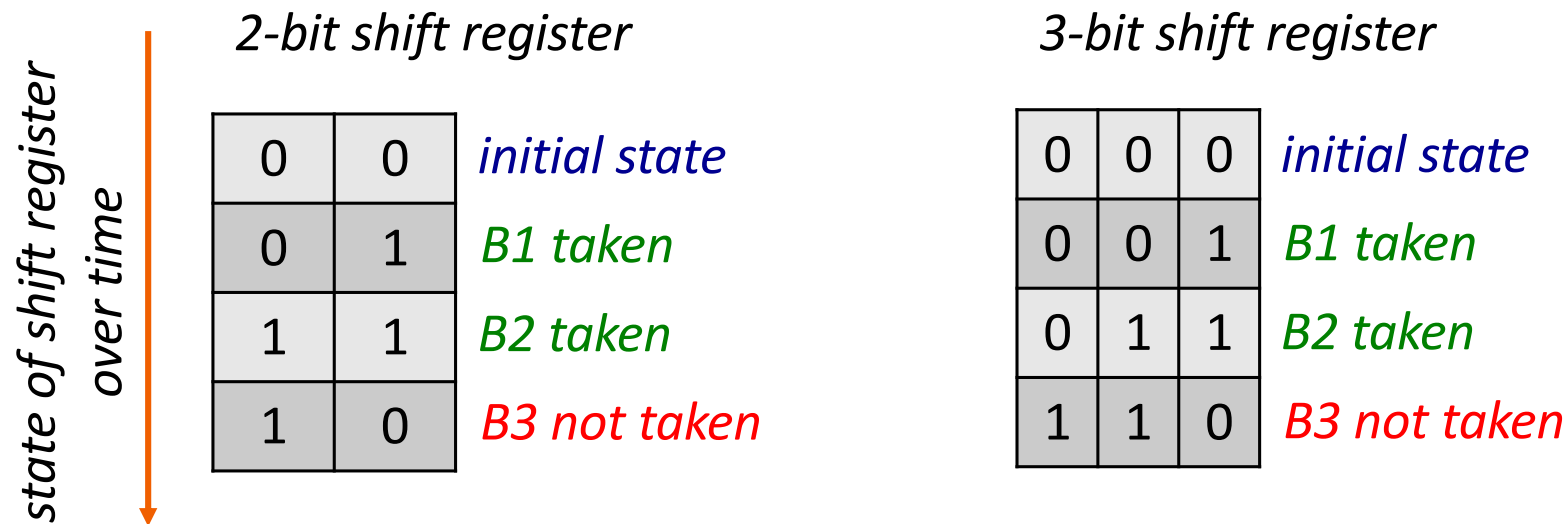 state of shift register
over time
2-bit shift register
0 0 initial state
0 1 B1 taken
1 1 B2 taken
1 0 B3 not taken
3-bit shift register
0 0 0 initial state
0 0 1 B1 taken
0 1 1 B2 taken
1 1 0 B3 not taken